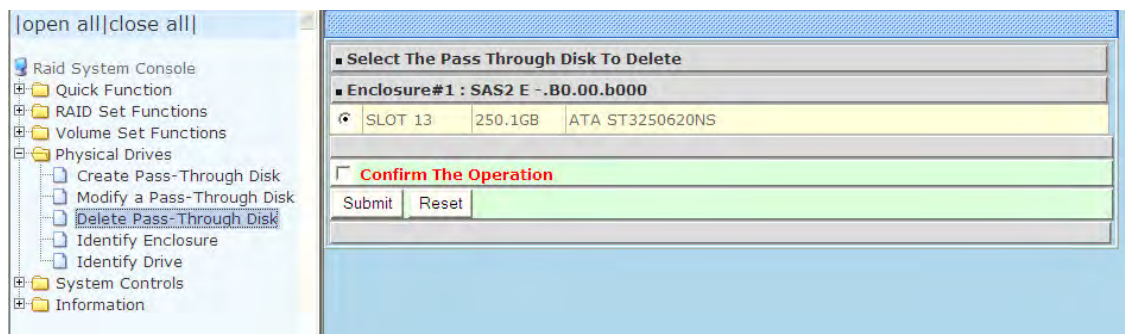 |open all|close all|
Raid System Console
Quick Function
RAID Set Functions
Volume Set Functions
Physical Drives
Create Pass-Through Disk
Modify a Pass-Through Disk
Delete Pass-Through Disk
Identify Enclosure
Identify Drive
System Controls
Information
Select The Pass Through Disk To Delete
Enclosure#1 : SAS2 E -.B0.00.b000
SLOT 13 250.1GB ATA ST3250620NS
Confirm The Operation
Submit Reset